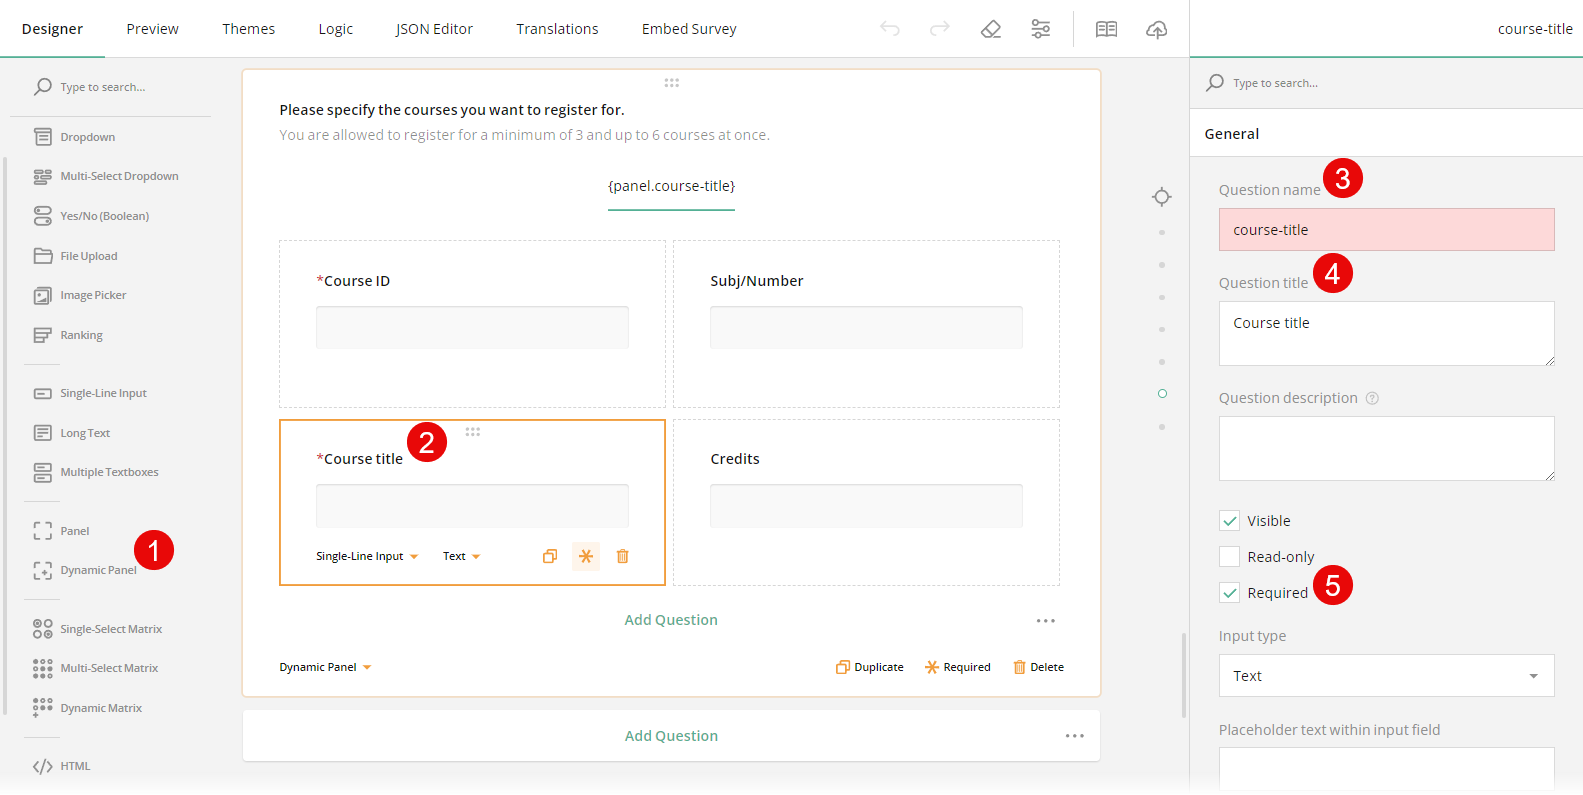 Designer Preview Themes Logic JSON Editor Translations Embed Survey course-title
Type to search...
Dropdown
Multi-Select Dropdown
Yes/No (Boolean)
File Upload
Image Picker
Ranking
Single-Line Input
Long Text
Multiple Textboxes
Panel
Dynamic Panel
1
Single-Select Matrix
Multi-Select Matrix
Dynamic Matrix
HTML
Please specify the courses you want to register for.
You are allowed to register for a minimum of 3 and up to 6 courses at once.
{panel.course-title}
*Course ID
Subj/Number
*Course title
2
Single-Line Input Text
Credits
Add Question
Dynamic Panel Duplicate Required Delete
Add Question
Type to search...
General
Question name
3
course-title
Question title
4
Course title
Question description ?
Visible
Read-only
Required
5
Input type
Text
Placeholder text within input field